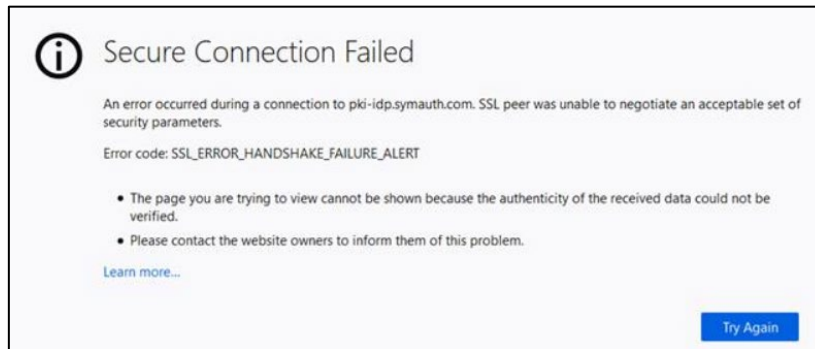 Secure Connection Failed
An error occurred during a connection to pki-idp.symauth.com. SSL peer was unable to negotiate an acceptable set of
security parameters.
Error code: SSL_ERROR_HANDSHAKE_FAILURE_ALERT
• The page you are trying to view cannot be shown because the authenticity of the received data could not be
verified.
• Please contact the website owners to inform them of this problem.
Learn more...
Try Again